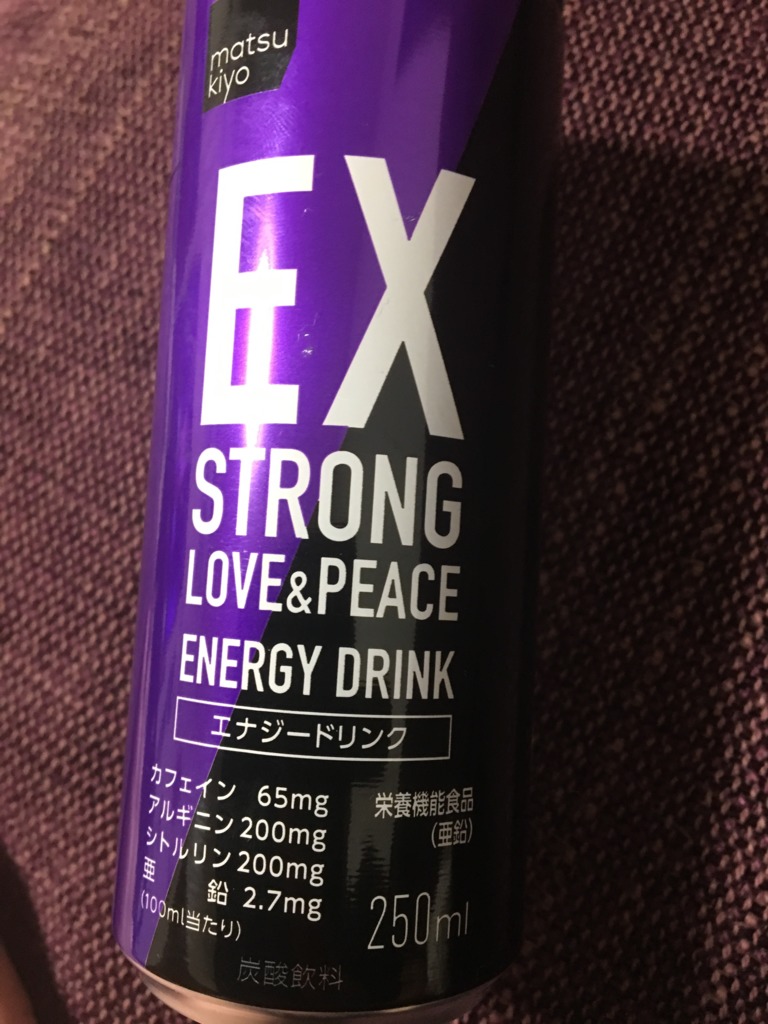 matsu
kiyo
EX
STRONG
LOVE&PEACE
ENERGY DRINK
エナジードリンク
カフェイン 65mg
アルギニン 200mg
シトルリン 200mg
亜鉛 2.7mg
(100ml当たり)
栄養機能食品
(亜鉛)
250ml
炭酸飲料